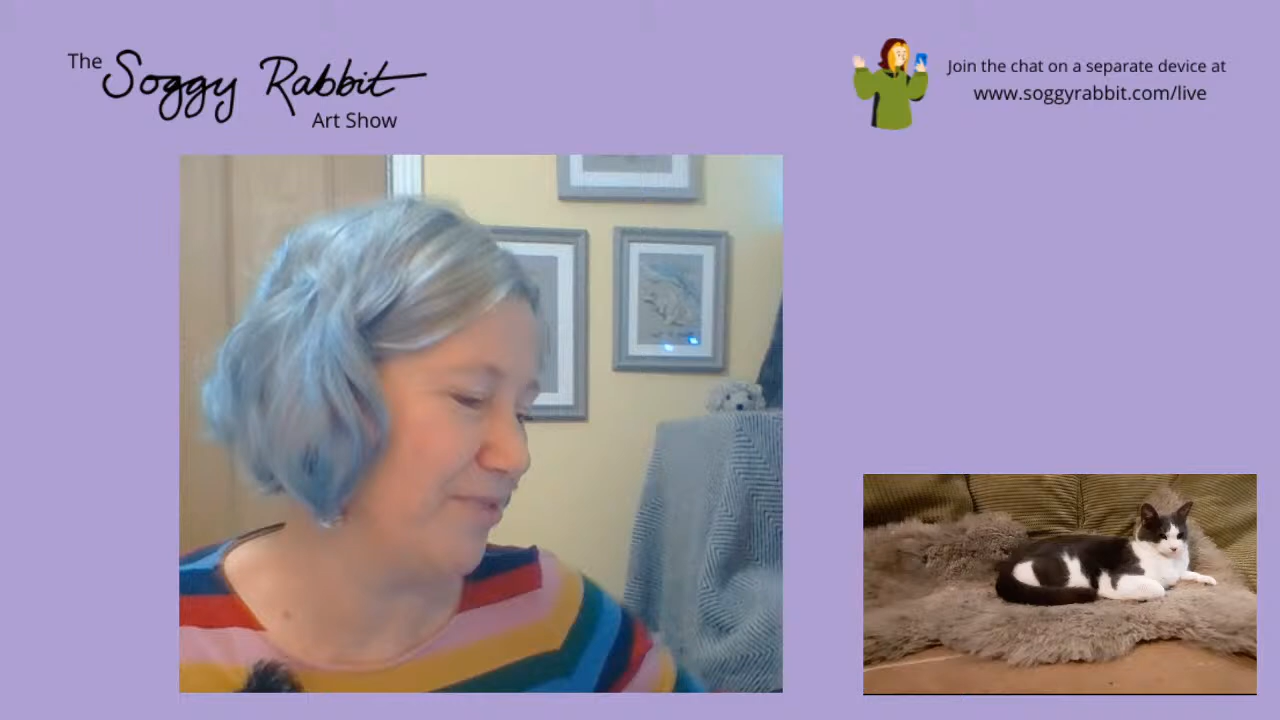 The
Soggy Rabbit
Art Show
Join the chat on a separate device at
www.soggyrabbit.com/live